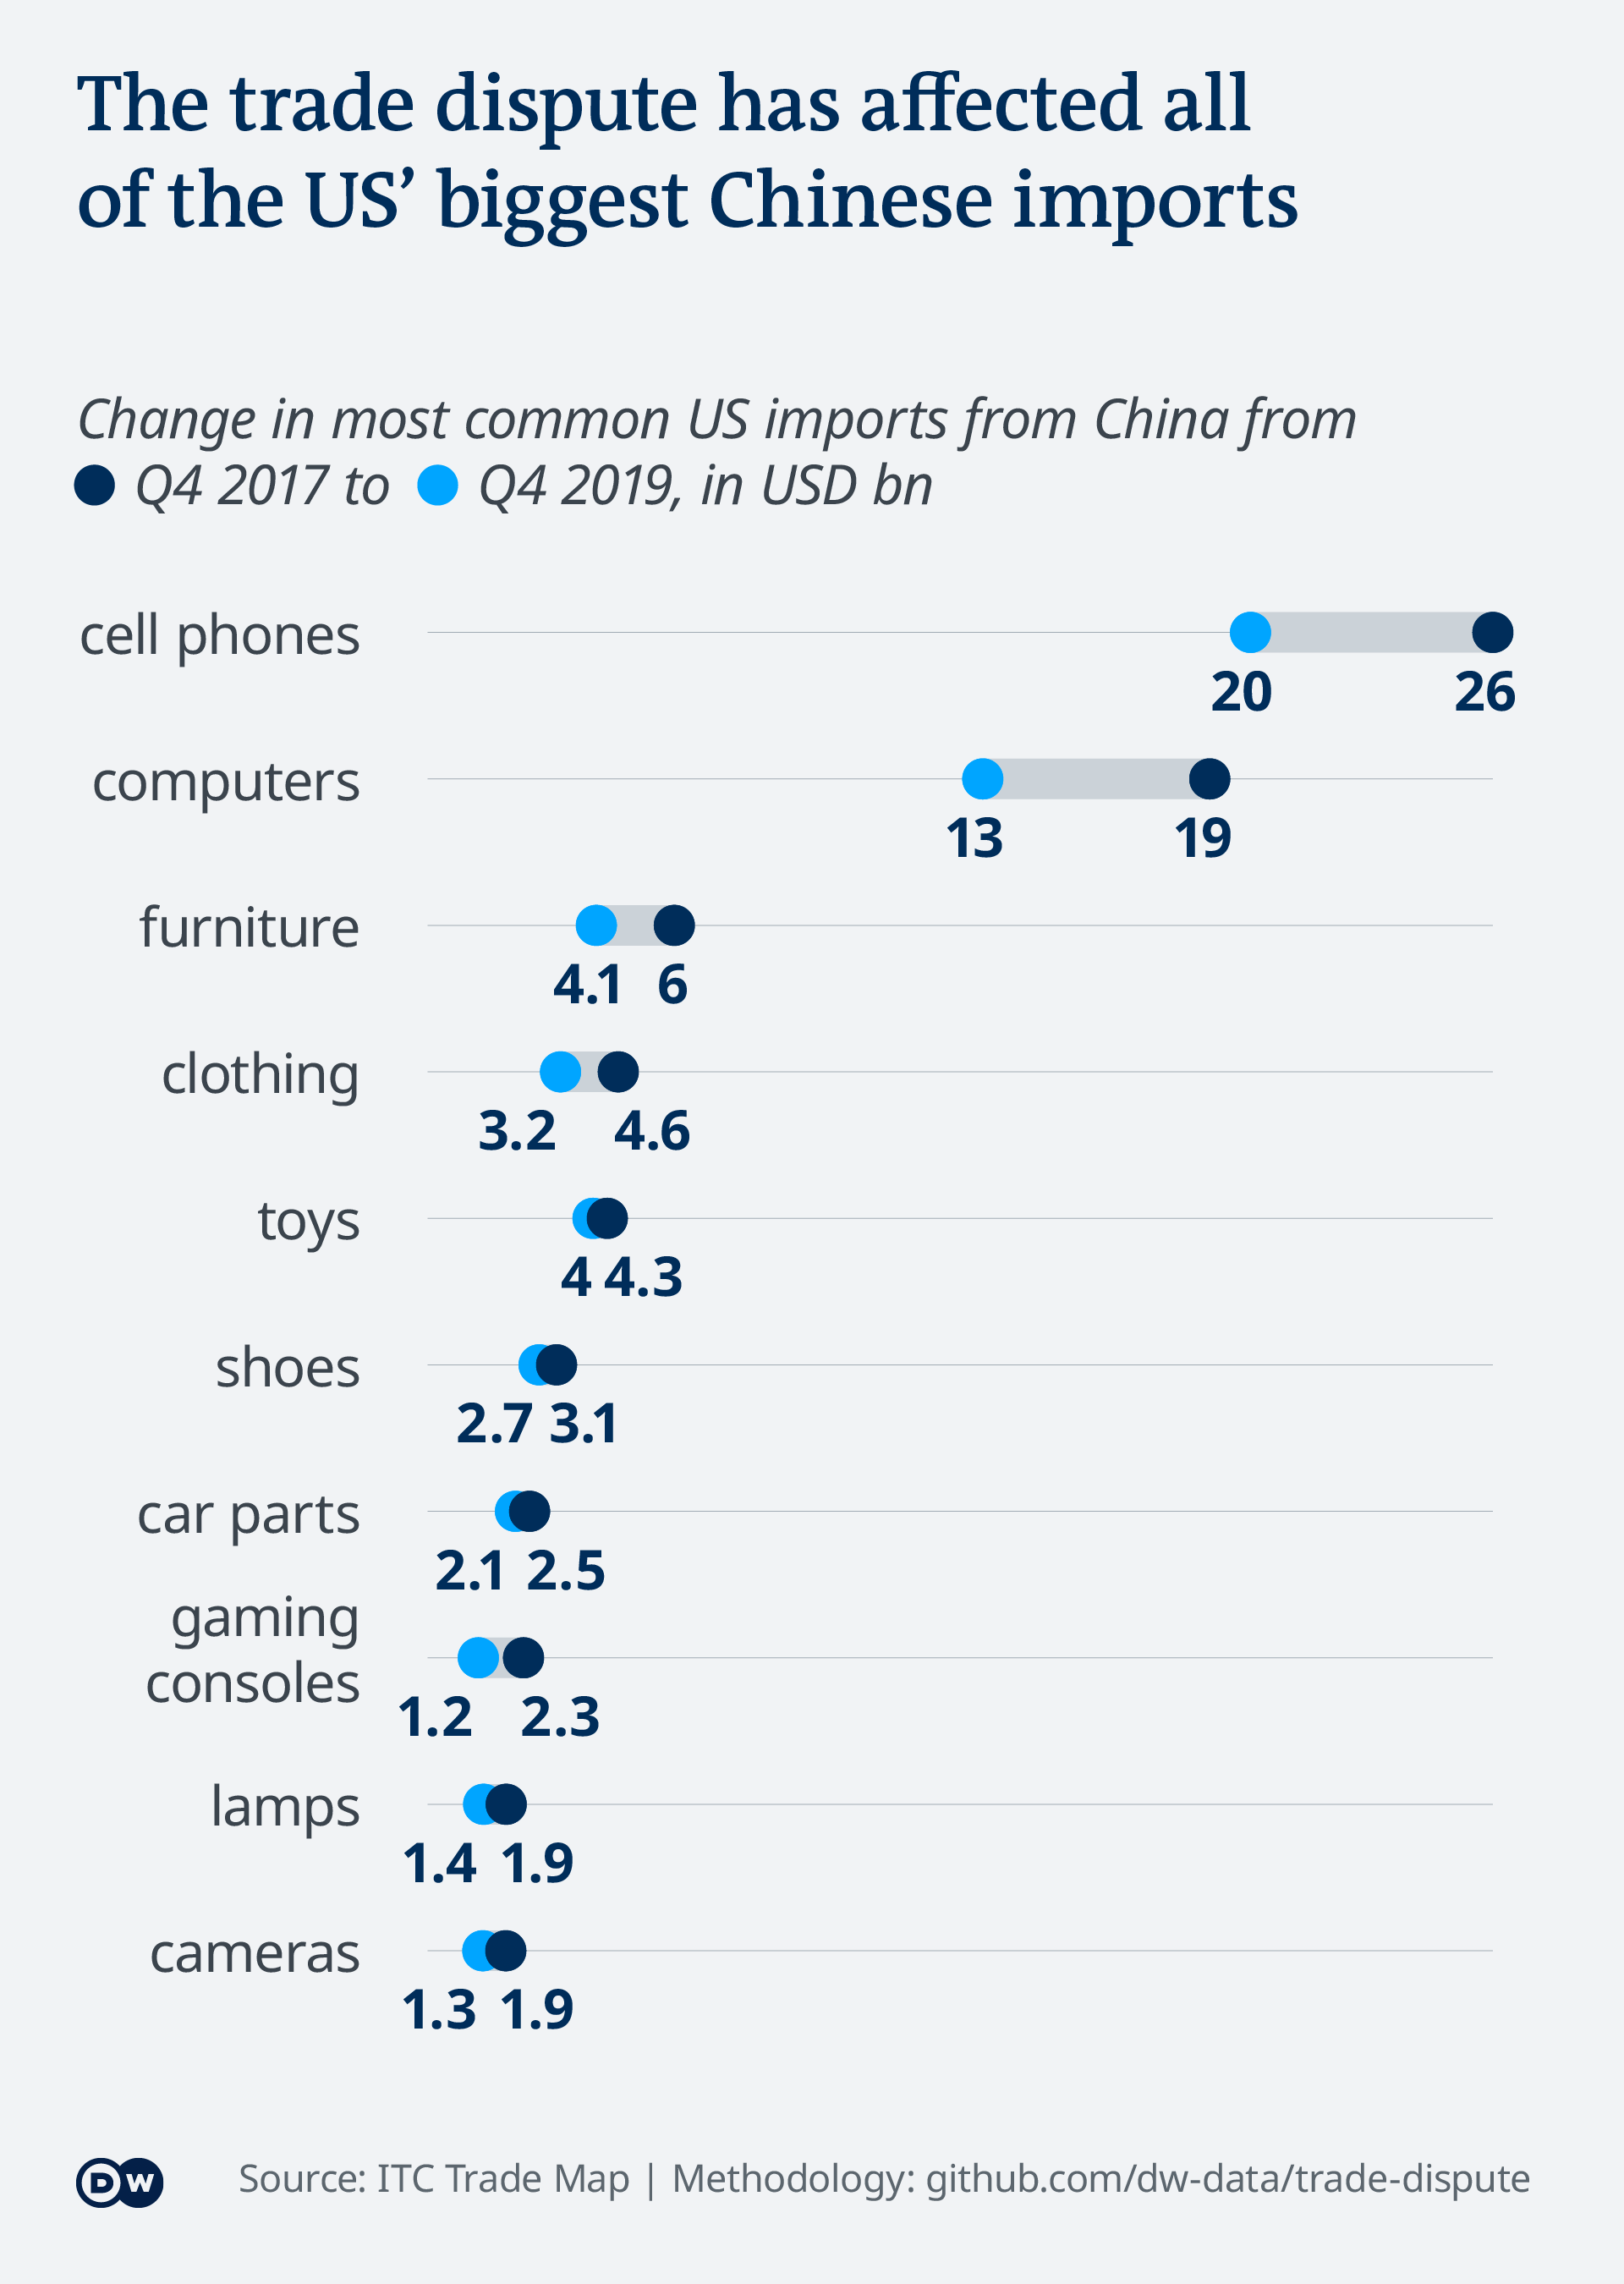 The trade dispute has affected all
of the US’ biggest Chinese imports
Change in most common US imports from China from
Q4 2017 to Q4 2019, in USD bn
cell phones
20 26
computers
13 19
furniture
4.1 6
clothing
3.2 4.6
toys
4 4.3
shoes
2.7 3.1
car parts
2.1 2.5
gaming
consoles
1.2 2.3
lamps
1.4 1.9
cameras
1.3 1.9
DW Source: ITC Trade Map | Methodology: github.com/dw-data/trade-dispute